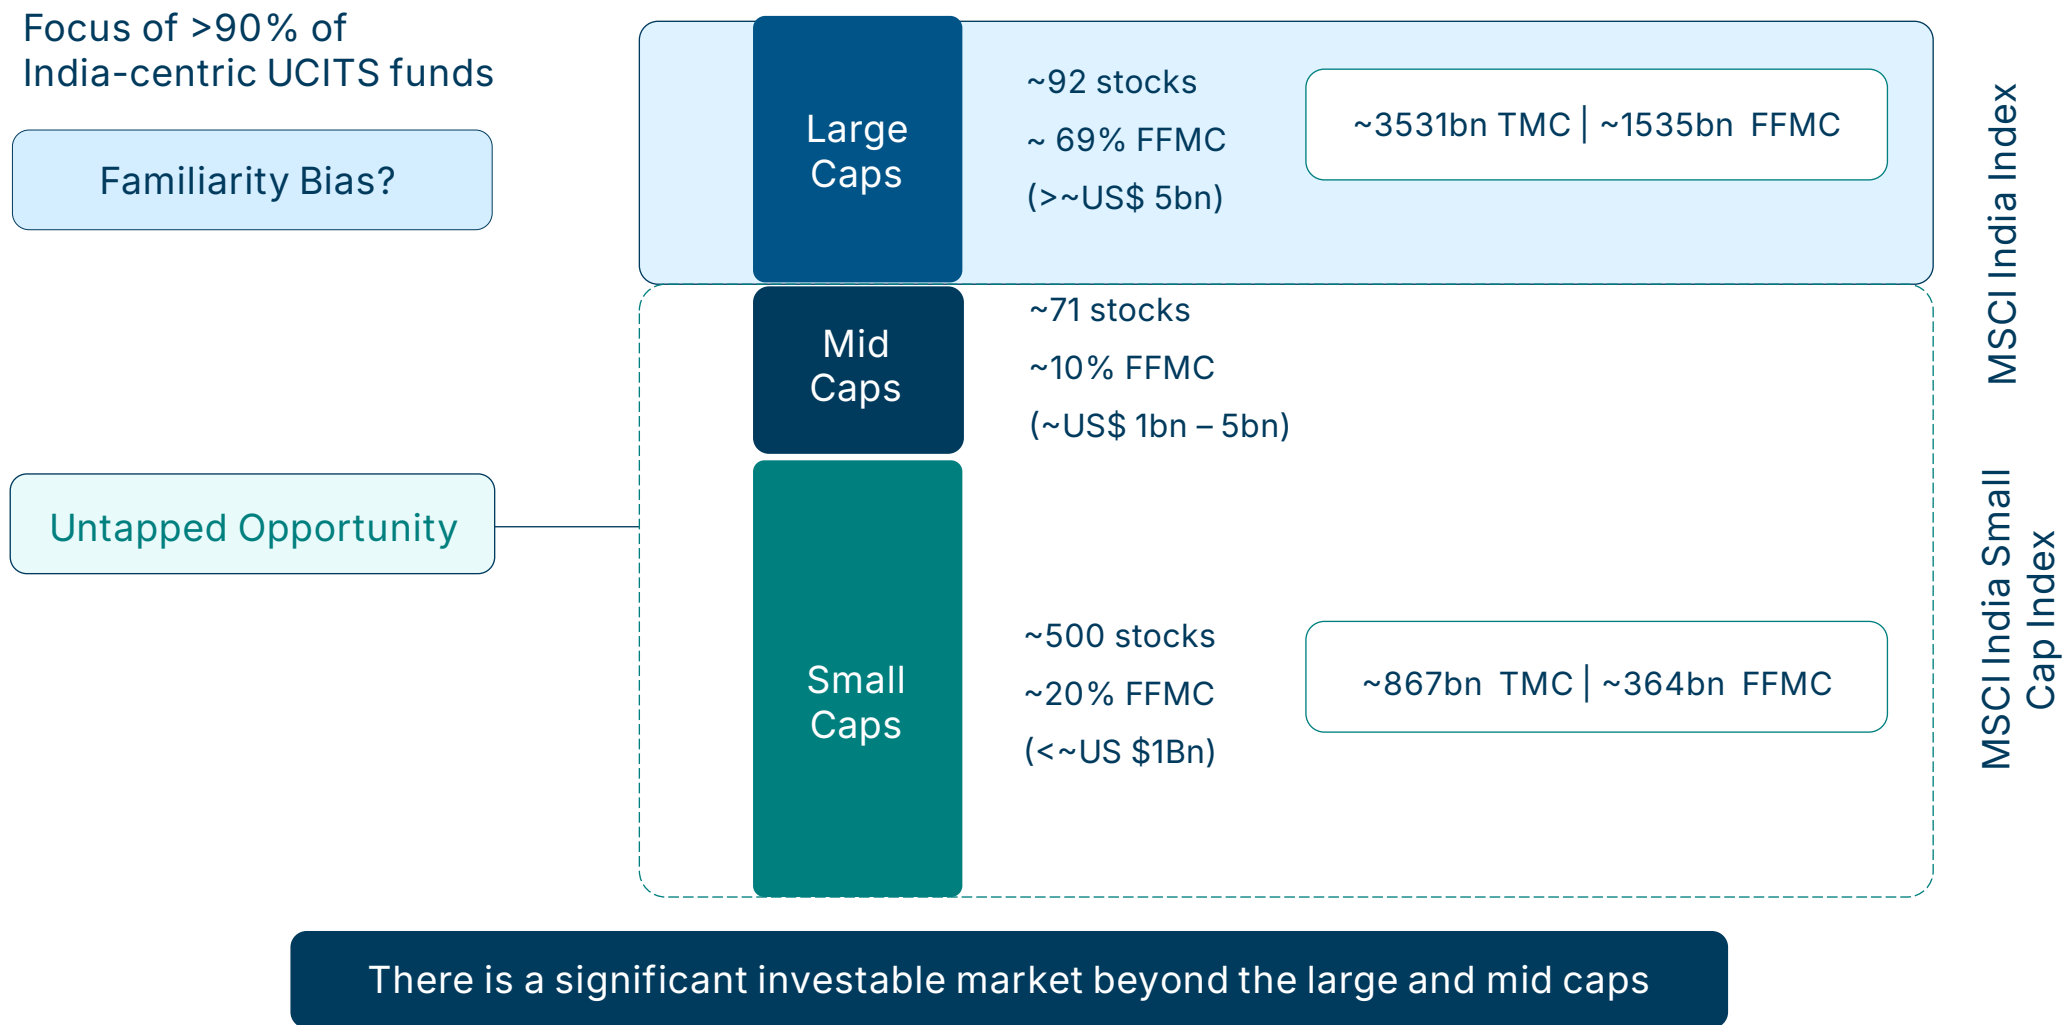 Focus of >90% of
India-centric UCITS funds
Familiarity Bias?
Untapped Opportunity
Large
Caps
~92 stocks
~ 69% FFMC
(>~US$ 5bn)
~3531bn TMC | ~1535bn FFMC
MSCI India Index
Mid
Caps
~71 stocks
~10% FFMC
(~US$ 1bn – 5bn)
Small
Caps
~500 stocks
~20% FFMC
(<~US $1Bn)
~867bn TMC | ~364bn FFMC
MSCI India Small
Cap Index
There is a significant investable market beyond the large and mid caps